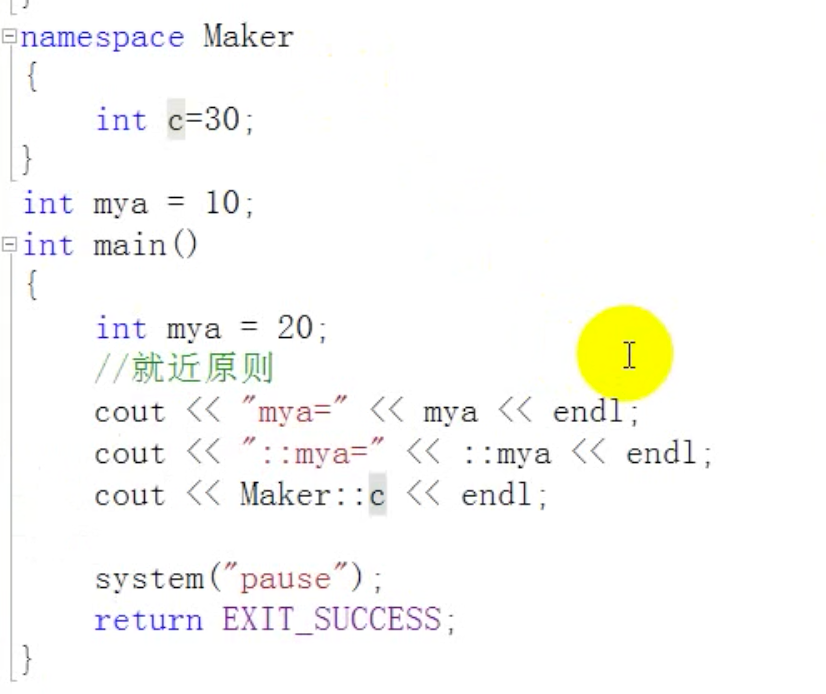 }
namespace Maker
{
    int c=30;
}
int mya = 10;
int main()
{
    int mya = 20;
    //就近原则
    cout << "mya=" << mya << endl;
    cout << "::mya=" << ::mya << endl;
    cout << Maker::c << endl;
    system("pause");
    return EXIT_SUCCESS;
}